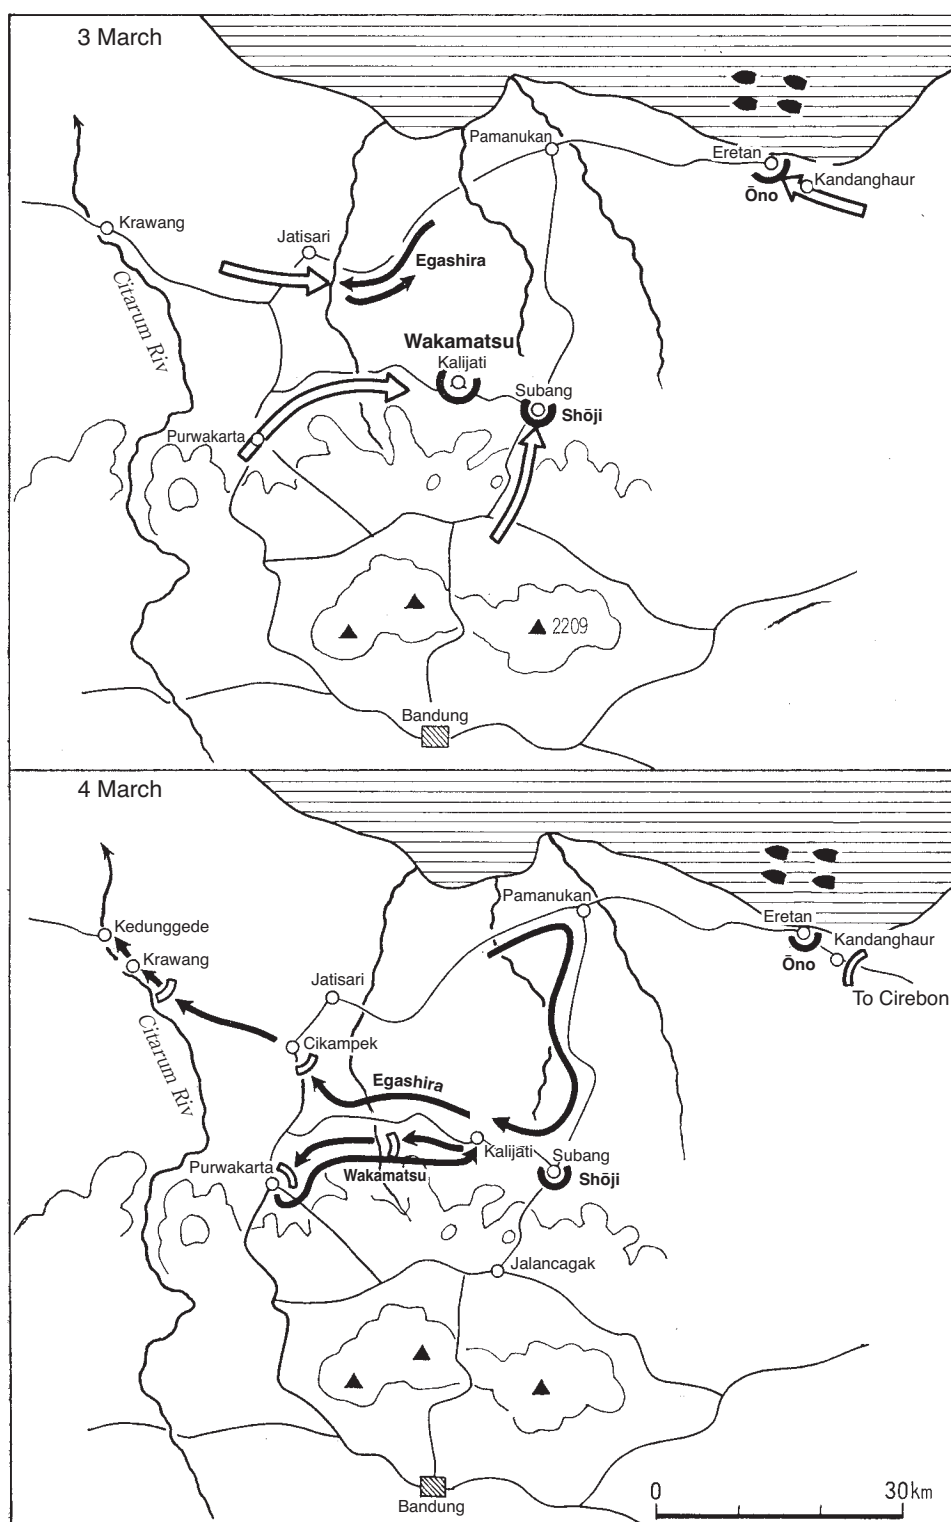 3 March
Pamanukan
Eretan
Kandanghaur
Ōno
Krawang
Jatisari
Egashira
Citarum Riv
Wakamatsu
Kalijati
Subang
Shōji
Purwakarta
2209
Bandung
4 March
Pamanukan
Kedunggede
Eretan
Kandanghaur
Krawang
Ōno
Jatisari
To Cirebon
Cikampek
Citarum Riv
Egashira
Kalijati
Subang
Purwakarta
Wakamatsu
Shōji
Jalancagak
0 30km
Bandung